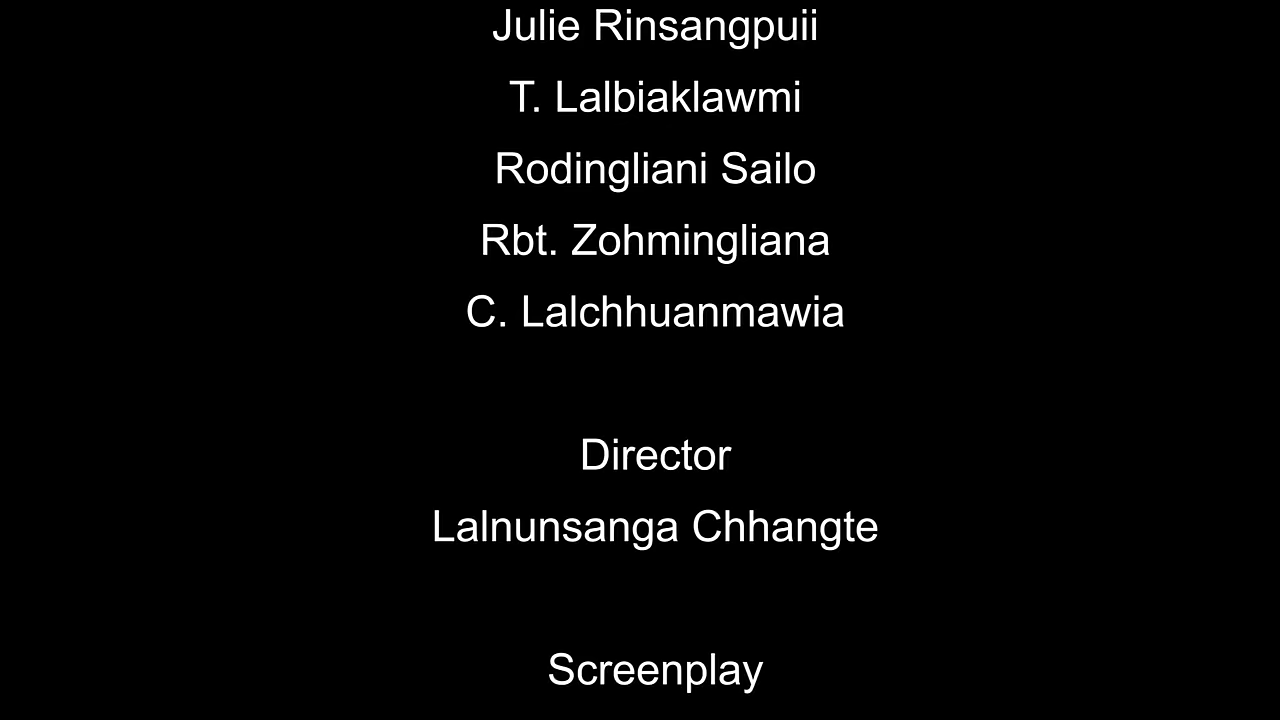 Julie Rinsangpuii
T. Lalbiaklawmi
Rodingliani Sailo
Rbt. Zohmingliana
C. Lalchhuanmawia
Director
Lalnunsanga Chhangte
Screenplay